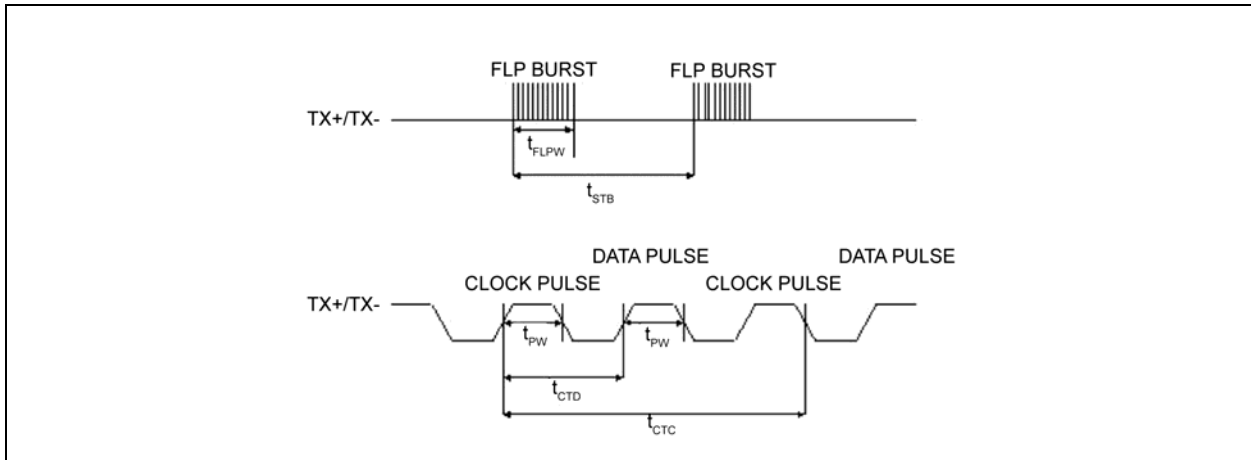 FLP BURST FLP BURST
TX+/TX-
tFLPW
tSTB
DATA PULSE DATA PULSE
CLOCK PULSE CLOCK PULSE
TX+/TX-
tPW tPW
tCTD
tCTC